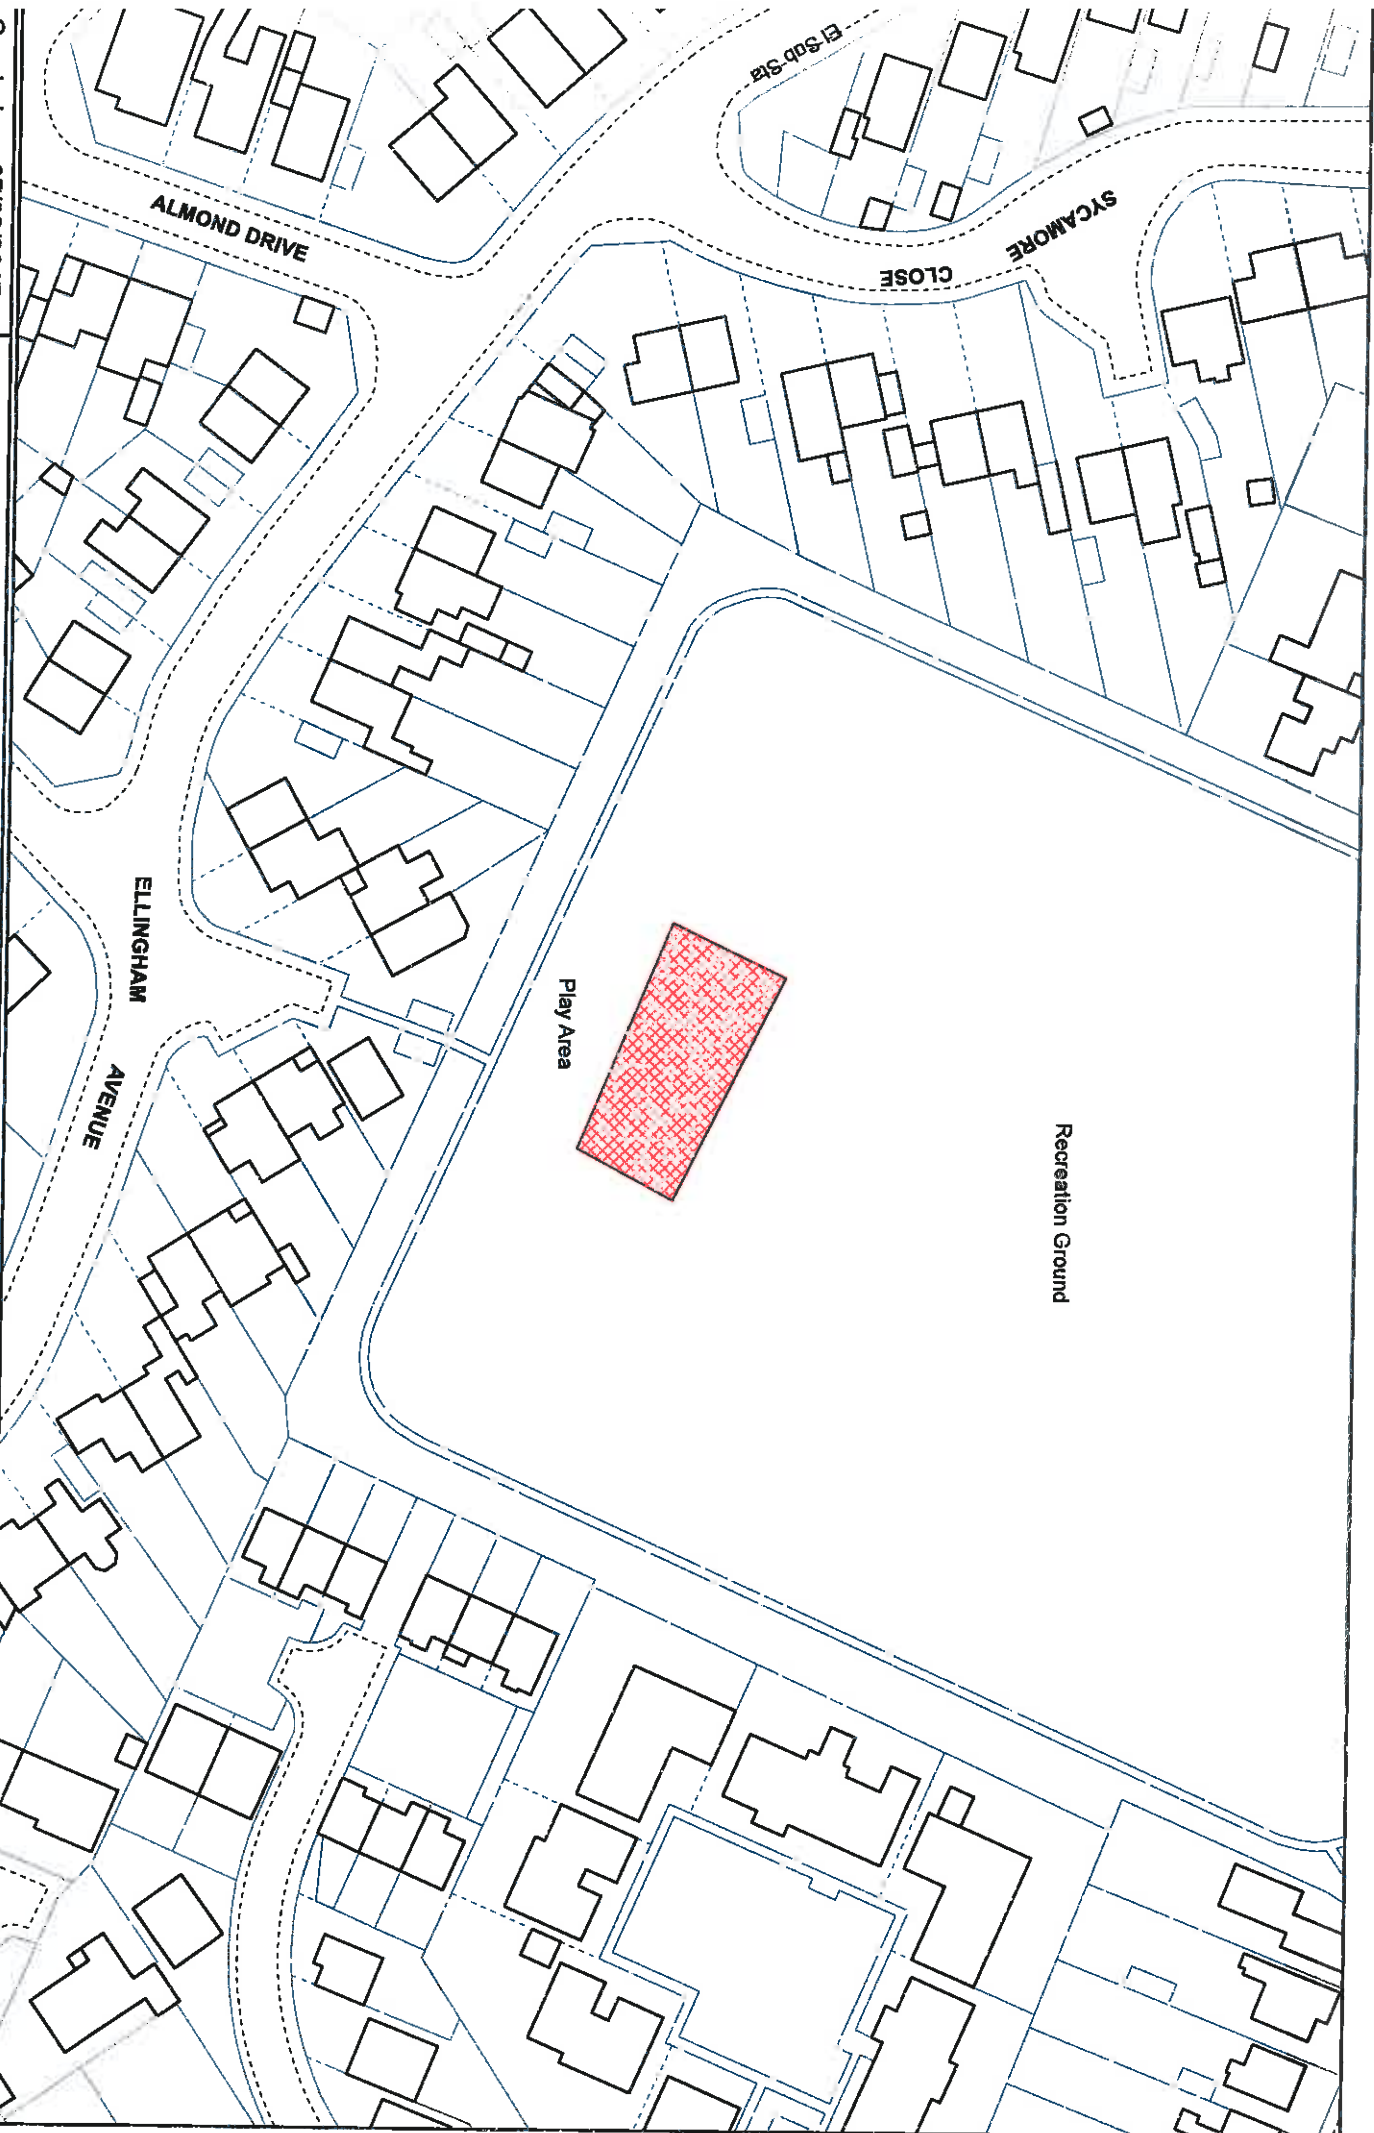 El Sub Sta
SYCAMORE
CLOSE
ALMOND DRIVE
ELLINGHAM
AVENUE
Play Area
Recreation Ground